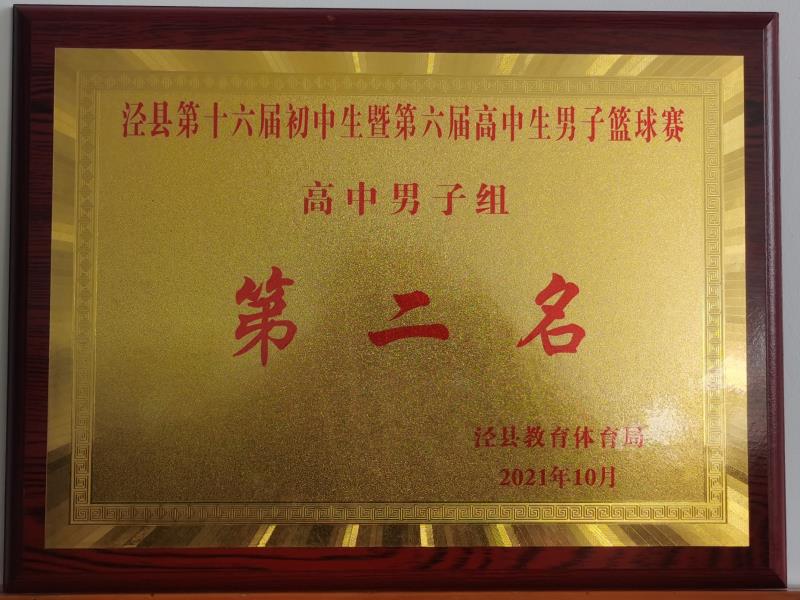 泾县第十六届初中生暨第六届高中生男子篮球赛
高中男子组
第二名
泾县教育体育局
2021年10月